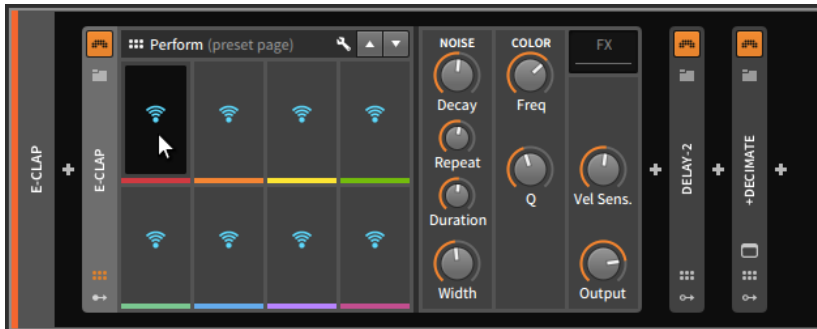 E-CLAP
E-CLAP
Perform (preset page)
NOISE
Decay
Repeat
Duration
Width
COLOR
Freq
Q
FX
Vel Sens.
Output
DELAY-2
+DECIMATE